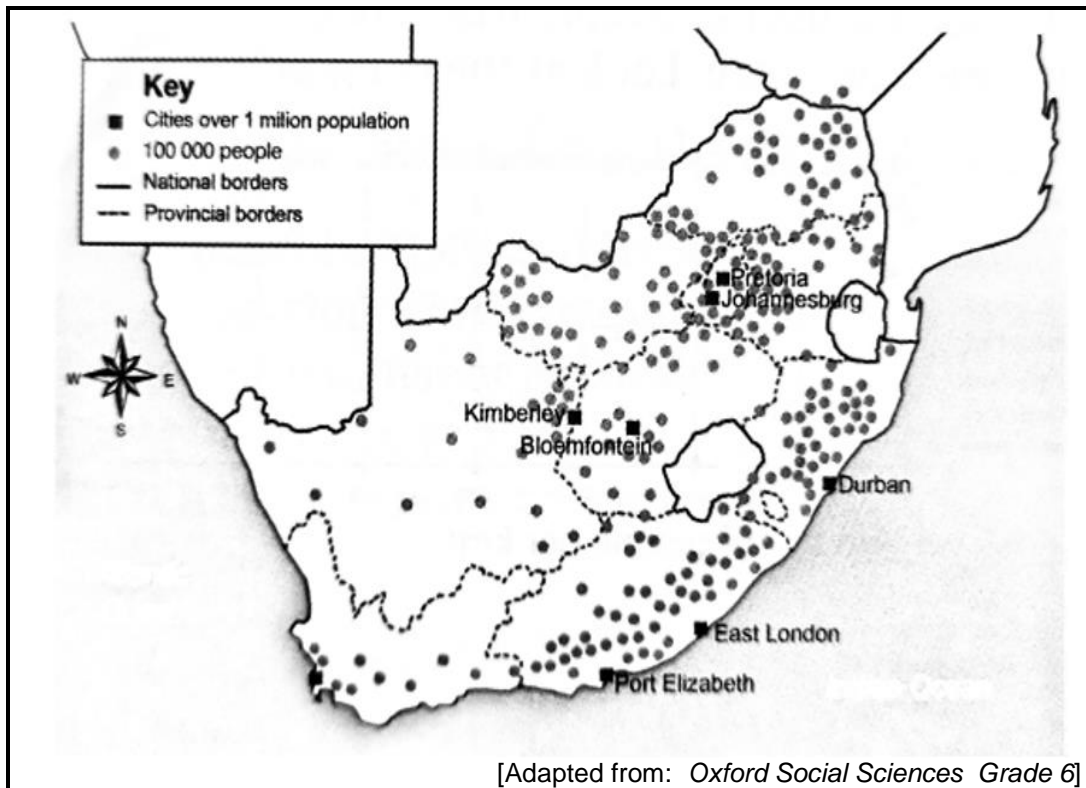 Key
Cities over 1 milion population
100 000 people
National borders
Provincial borders
N
W E
S
Pretoria
Johannesburg
Kimberley
Bloemfontein
Durban
East London
Port Elizabeth
[Adapted from: Oxford Social Sciences Grade 6]